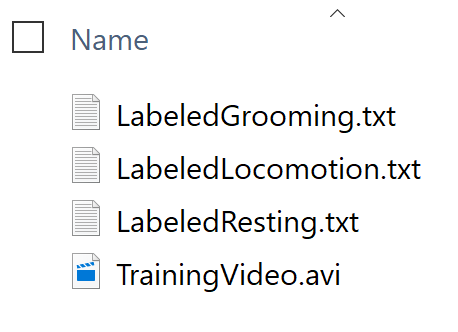 Name
LabeledGrooming.txt
LabeledLocomotion.txt
LabeledResting.txt
TrainingVideo.avi